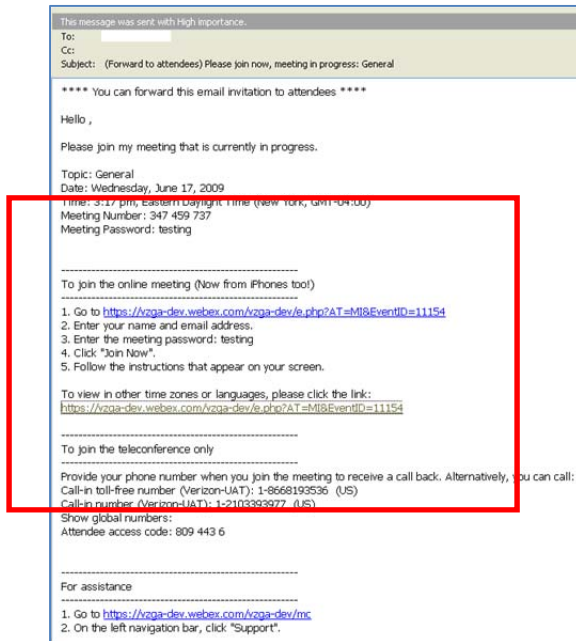 This message was sent with High importance.
To:
Cc:
Subject: (Forward to attendees) Please join now, meeting in progress: General
**** You can forward this email invitation to attendees ****
Hello ,
Please join my meeting that is currently in progress.
Topic: General
Date: Wednesday, June 17, 2009
Time: 3:17 pm, Eastern Daylight Time (New York, GMT-04:00)
Meeting Number: 347 459 737
Meeting Password: testing
-------------------------------------------------------
To join the online meeting (Now from iPhones too!)
-------------------------------------------------------
1. Go to https://vzga-dev.webex.com/vzga-dev/e.php?AT=MI&EventID=11154
2. Enter your name and email address.
3. Enter the meeting password: testing
4. Click "Join Now".
5. Follow the instructions that appear on your screen.
To view in other time zones or languages, please click the link:
https://vzga-dev.webex.com/vzga-dev/e.php?AT=MI&EventID=11154
-------------------------------------------------------
To join the teleconference only
-------------------------------------------------------
Provide your phone number when you join the meeting to receive a call back. Alternatively, you can call:
Call-in toll-free number (Verizon-UAT): 1-8668193536 (US)
Call-in number (Verizon-UAT): 1-2103393977 (US)
Show global numbers:
Attendee access code: 809 443 6
-------------------------------------------------------
For assistance
-------------------------------------------------------
1. Go to https://vzga-dev.webex.com/vzga-dev/mc
2. On the left navigation bar, click "Support".